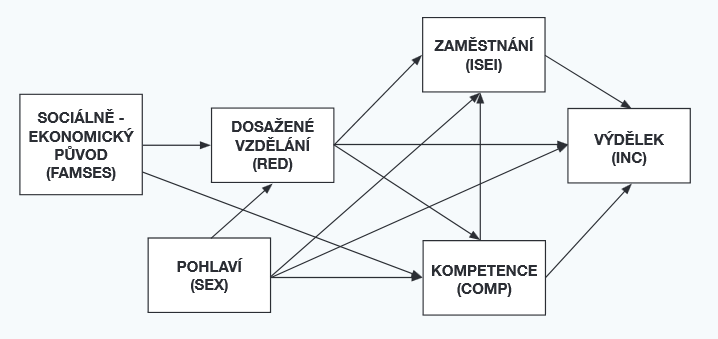 ZAMĚSTNÁNÍ
(ISEI)
SOCIÁLNĚ -
EKONOMICKÝ
PŮVOD
(FAMSES)
DOSAŽENÉ
VZDĚLÁNÍ
(RED)
VÝDĚLEK
(INC)
POHLAVÍ
(SEX)
KOMPETENCE
(COMP)